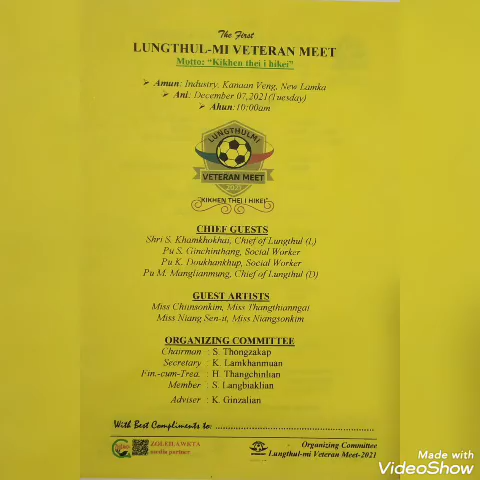 The First
LUNGTHUL-MI VETERAN MEET
Motto: "Kikhen thei i hikei"
➢ Amun: Industry, Kanaan Veng, New Lamka
➢ Ani: December 07,2021(Tuesday)
➢ Ahun:10:00am
LUNGTHULMI
VETERAN MEET
2021
"KIKHEN THEI I HIKEI"
CHIEF GUESTS
Shri S. Khamkhokhai, Chief of Lungthul (L)
Pu S. Ginchinthang, Social Worker
Pu K. Doukhankhup, Social Worker
Pu M. Manglianmung, Chief of Lungthul (D)
GUEST ARTISTS
Miss Chiinsonkim, Miss Thangthianngai
Miss Niang Sen-it, Miss Niangsonkim
ORGANIZING COMMITTEE
Chairman : S. Thongzakap
Secretary : K. Lamkhanmuan
Fin.-cum-Trea. : H. Thangchinlian
Member : S. Langbiaklian
Adviser : K. Ginzalian
With Best Compliments to: ........................................
ZOLEILAWKTA
media partner
Organizing Committee
Lungthul-mi Veteran Meet-2021
Made with
VideoShow